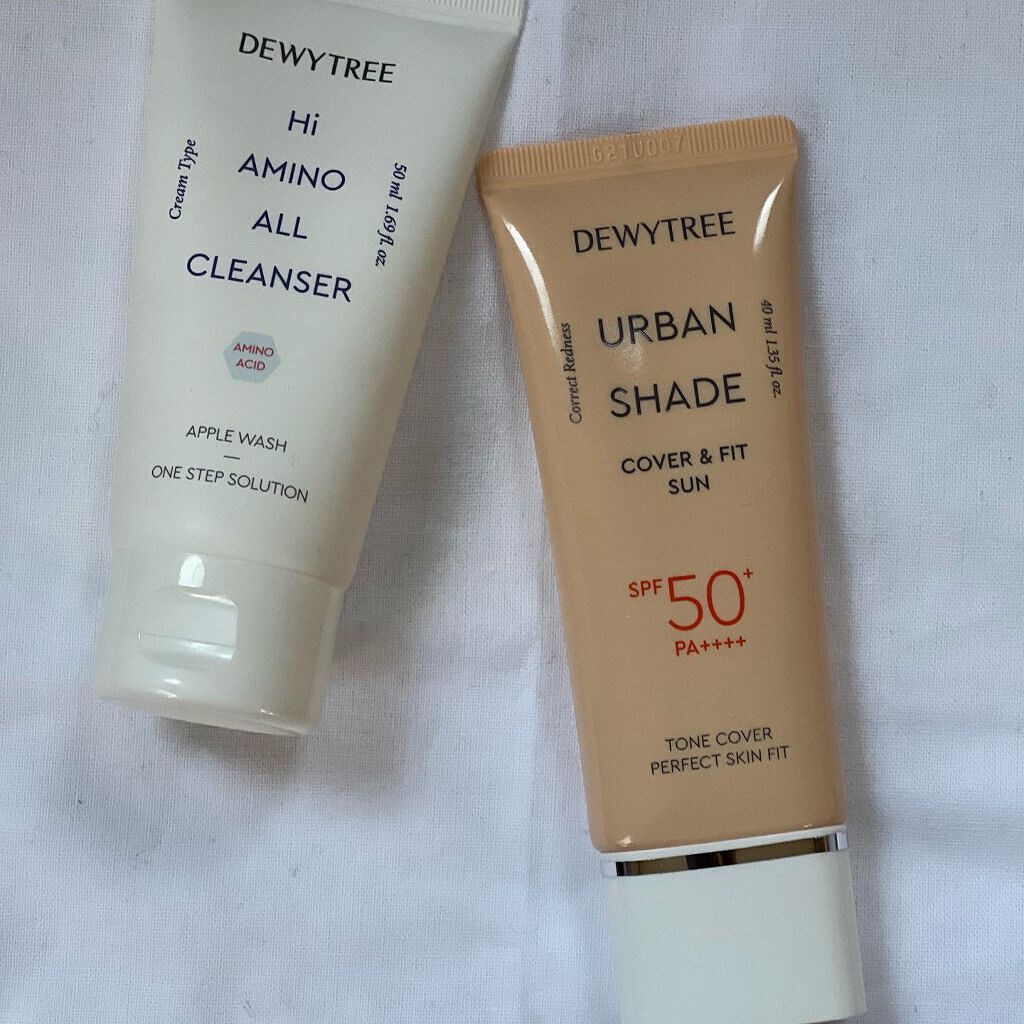 DEWYTREE
Hi
AMINO
ALL
CLEANSER
Cream Type
50 ml 1.69 fl. oz.
AMINO
ACID
APPLE WASH
ONE STEP SOLUTION
G21U007
DEWYTREE
URBAN
SHADE
Correct Redness
40 ml 1.35 fl. oz.
COVER & FIT
SUN
SPF 50+
PA++++
TONE COVER
PERFECT SKIN FIT